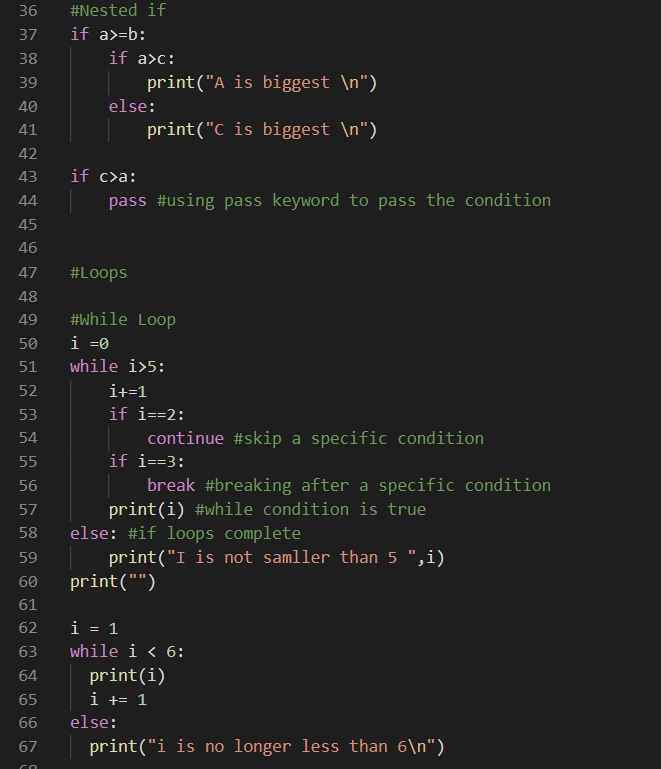 36 #Nested if
37 if a>=b:
38     if a>c:
39         print("A is biggest \n")
40     else:
41         print("C is biggest \n")
42
43 if c>a:
44     pass #using pass keyword to pass the condition
45
46
47 #Loops
48
49 #While Loop
50 i =0
51 while i>5:
52     i+=1
53     if i==2:
54         continue #skip a specific condition
55     if i==3:
56         break #breaking after a specific condition
57     print(i) #while condition is true
58 else: #if loops complete
59     print("I is not samller than 5 ",i)
60 print("")
61
62 i = 1
63 while i < 6:
64   print(i)
65   i += 1
66 else:
67   print("i is no longer less than 6\n")
68